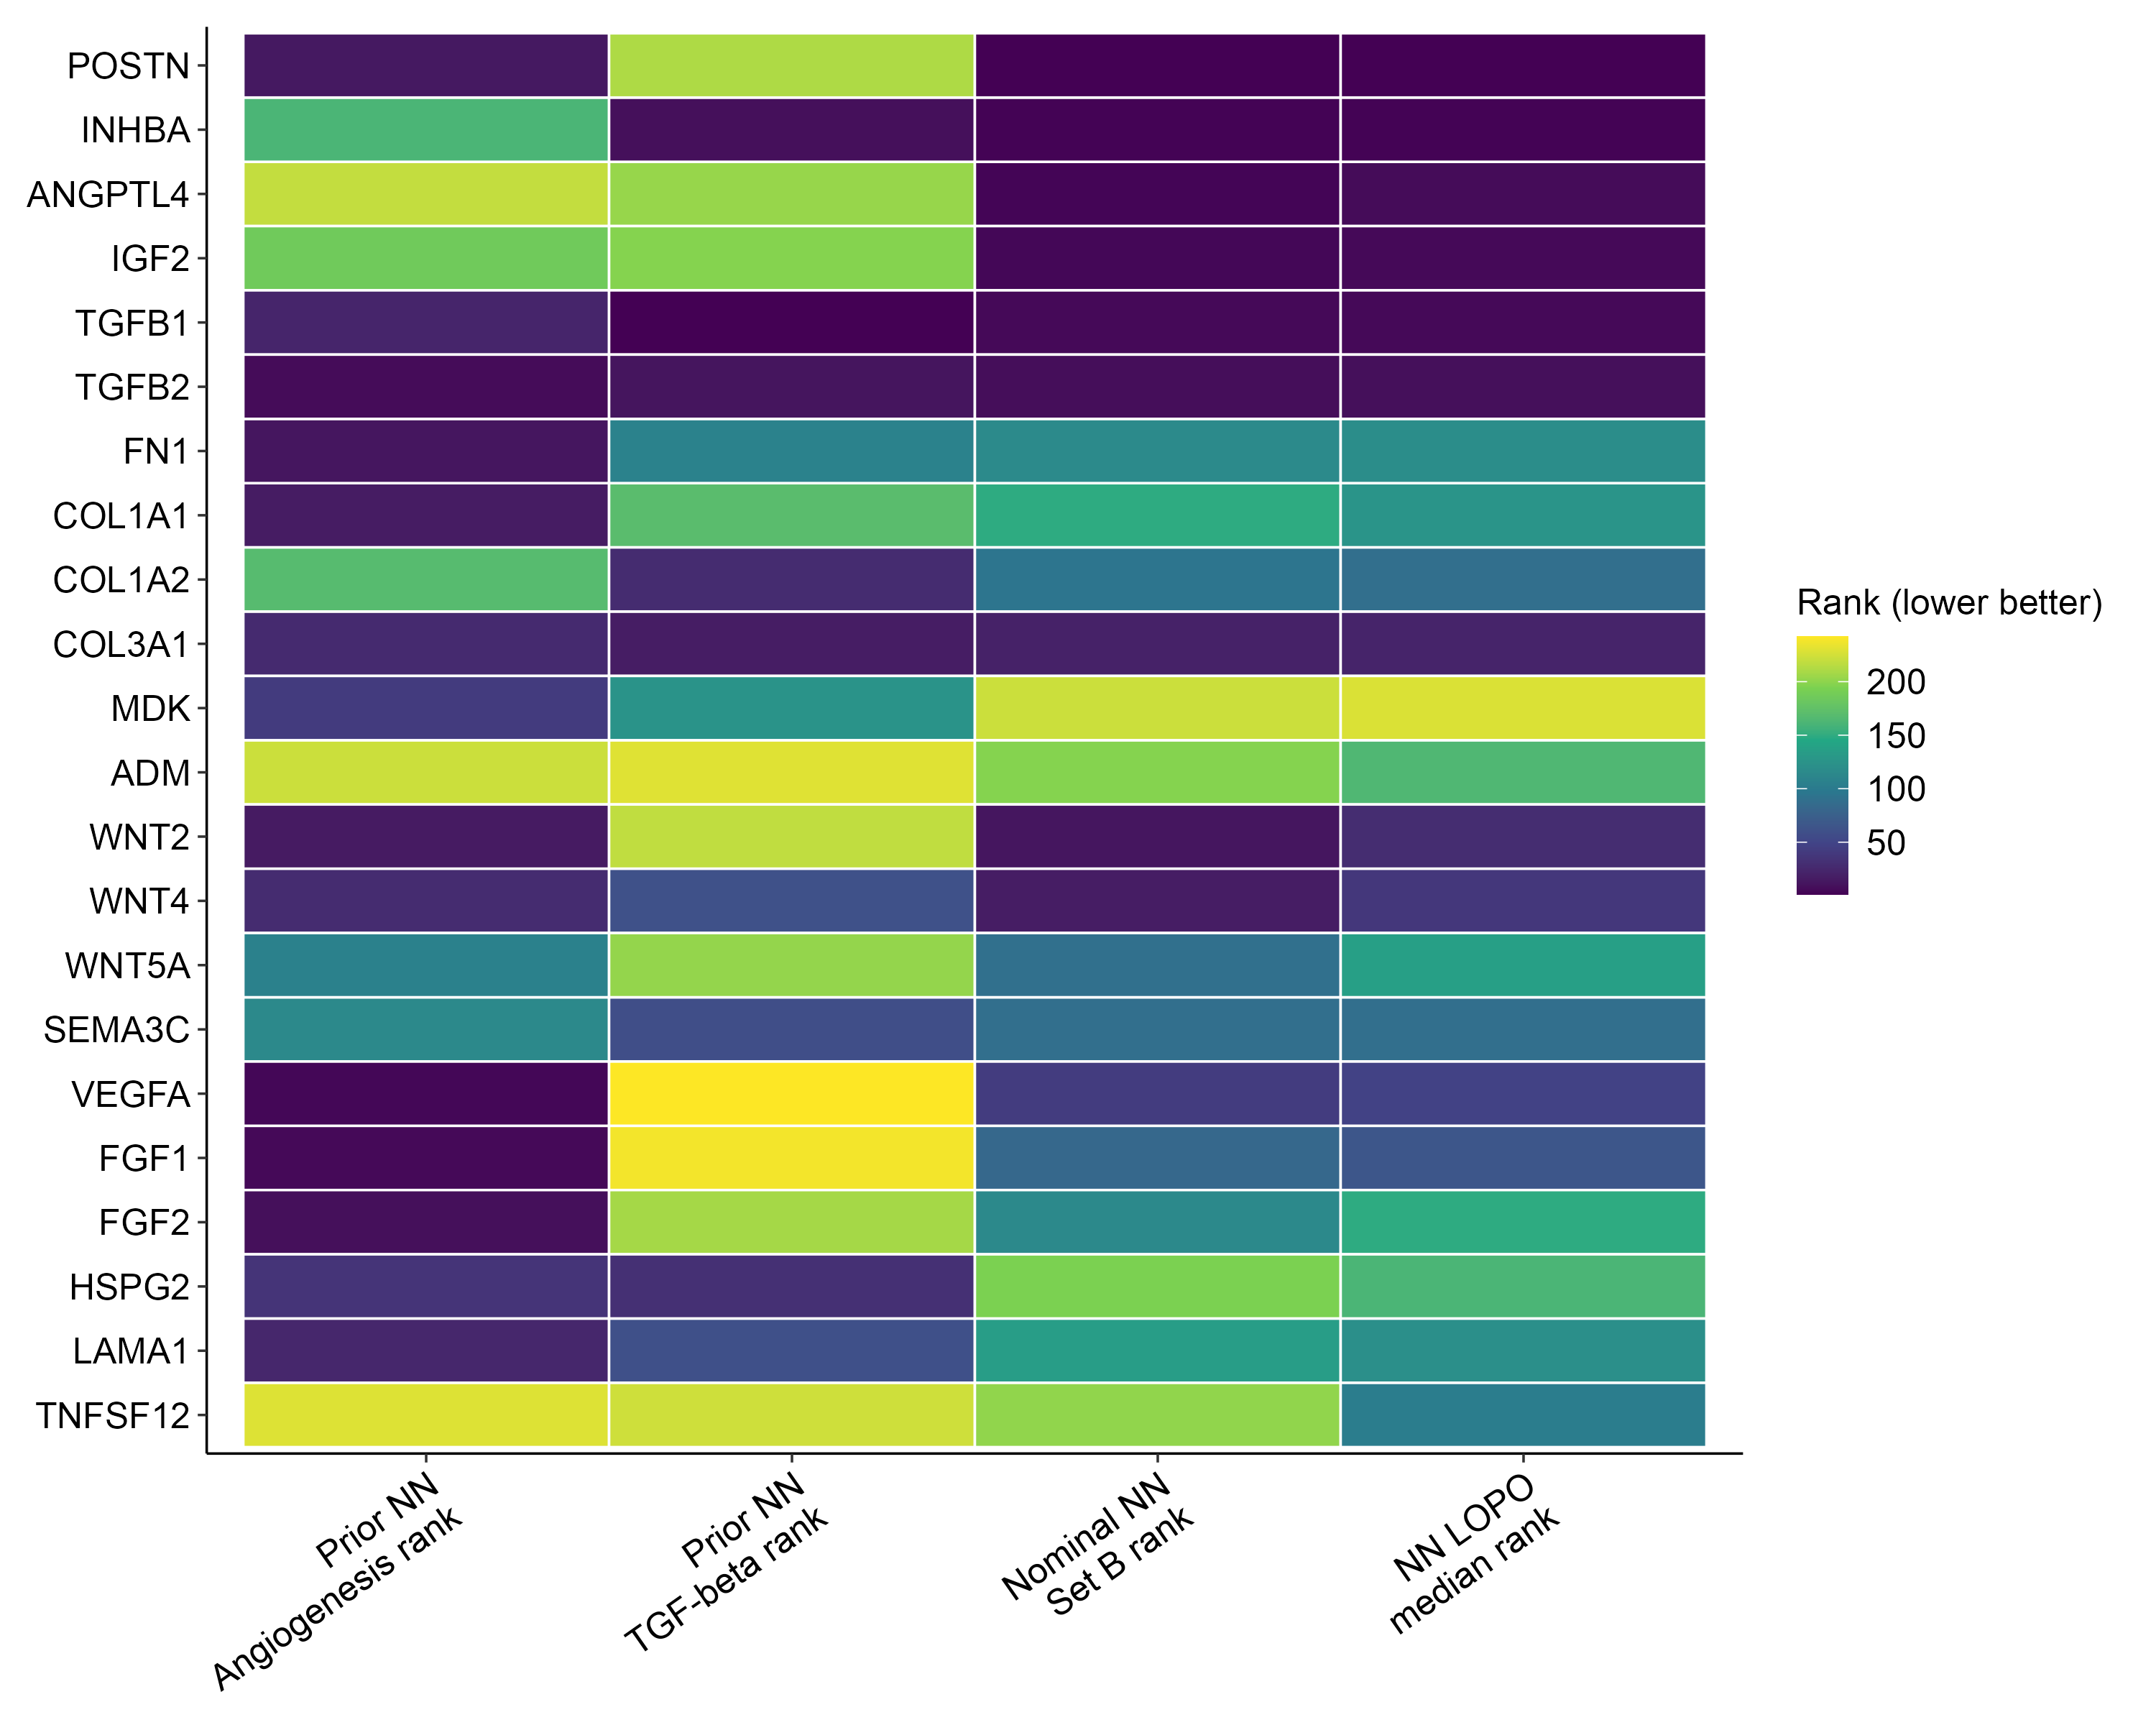 POSTN
INHBA
ANGPTL4
IGF2
TGFB1
TGFB2
FN1
COL1A1
COL1A2
COL3A1
MDK
ADM
WNT2
WNT4
WNT5A
SEMA3C
VEGFA
FGF1
FGF2
HSPG2
LAMA1
TNFSF12
Prior NN
Angiogenesis rank
Prior NN
TGF-beta rank
Nominal NN
Set B rank
NN LOPO
median rank
Rank (lower better)
200
150
100
50